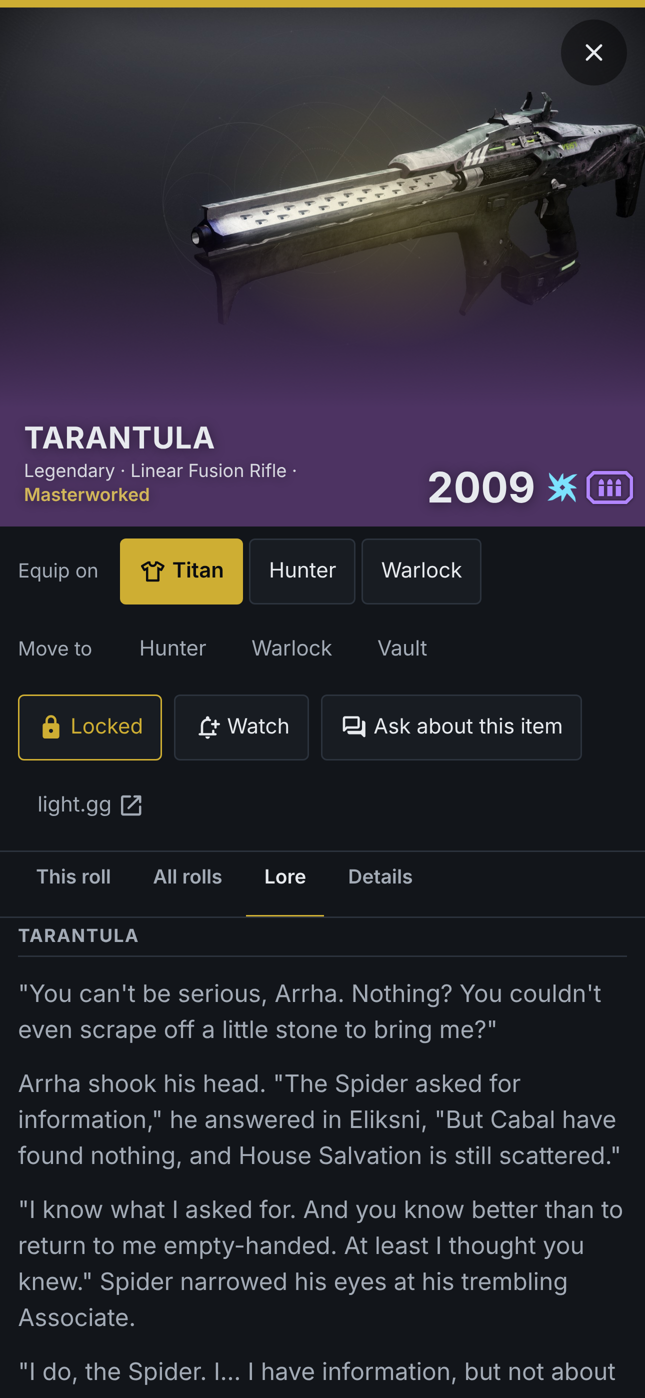 TARANTULA
Legendary · Linear Fusion Rifle ·
Masterworked
2009
Equip on
Titan
Hunter
Warlock
Move to
Hunter
Warlock
Vault
Locked
Watch
Ask about this item
light.gg
This roll
All rolls
Lore
Details
TARANTULA
"You can't be serious, Arrha. Nothing? You couldn't
even scrape off a little stone to bring me?"
Arrha shook his head. "The Spider asked for
information," he answered in Eliksni, "But Cabal have
found nothing, and House Salvation is still scattered."
"I know what I asked for. And you know better than to
return to me empty-handed. At least I thought you
knew." Spider narrowed his eyes at his trembling
Associate.
"I do, the Spider. I... I have information, but not about